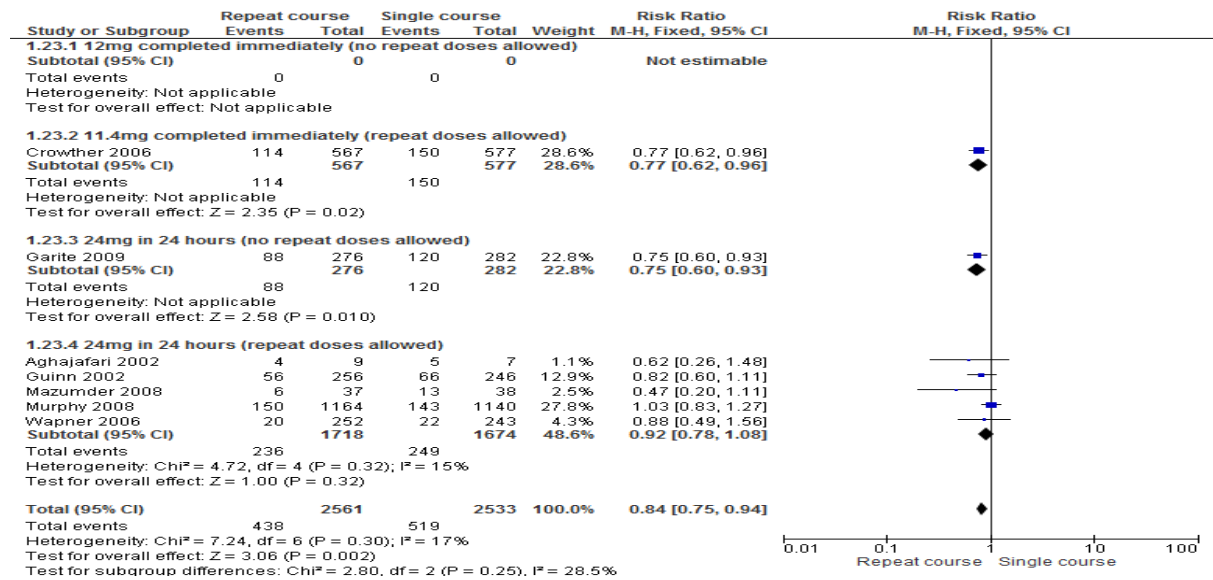 Repeat course Single course Risk Ratio Risk Ratio
Study or Subgroup Events Total Events Total Weight M-H, Fixed, 95% CI M-H, Fixed, 95% CI
1.23.1 12mg completed immediately (no repeat doses allowed)
Subtotal (95% CI) 0 0 Not estimable
Total events 0 0
Heterogeneity: Not applicable
Test for overall effect: Not applicable
1.23.2 11.4mg completed immediately (repeat doses allowed)
Crowther 2006 114 567 150 577 28.6% 0.77 [0.62, 0.96]
Subtotal (95% CI) 567 577 28.6% 0.77 [0.62, 0.96]
Total events 114 150
Heterogeneity: Not applicable
Test for overall effect: Z = 2.35 (P = 0.02)
1.23.3 24mg in 24 hours (no repeat doses allowed)
Garite 2009 88 276 120 282 22.8% 0.75 [0.60, 0.93]
Subtotal (95% CI) 276 282 22.8% 0.75 [0.60, 0.93]
Total events 88 120
Heterogeneity: Not applicable
Test for overall effect: Z = 2.58 (P = 0.010)
1.23.4 24mg in 24 hours (repeat doses allowed)
Aghajafari 2002 4 9 5 7 1.1% 0.62 [0.26, 1.48]
Guinn 2002 56 256 66 246 12.9% 0.82 [0.60, 1.11]
Mazumder 2008 6 37 13 38 2.5% 0.47 [0.20, 1.11]
Murphy 2008 150 1164 143 1140 27.8% 1.03 [0.83, 1.27]
Wapner 2006 20 252 22 243 4.3% 0.88 [0.49, 1.56]
Subtotal (95% CI) 1718 1674 48.6% 0.92 [0.78, 1.08]
Total events 236 249
Heterogeneity: Chi² = 4.72, df = 4 (P = 0.32); I² = 15%
Test for overall effect: Z = 1.00 (P = 0.32)
Total (95% CI) 2561 2533 100.0% 0.84 [0.75, 0.94]
Total events 438 519
Heterogeneity: Chi² = 7.24, df = 6 (P = 0.30); I² = 17%
Test for overall effect: Z = 3.06 (P = 0.002)
Test for subgroup differences: Chi² = 2.80, df = 2 (P = 0.25), I² = 28.5%
0.01 0.1 1 10 100
Repeat course Single course